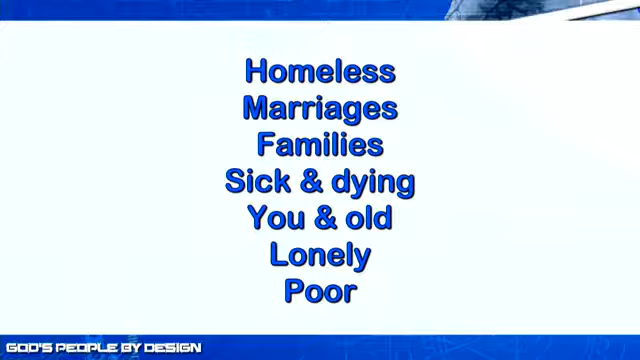 Homeless
Marriages
Families
Sick & dying
You & old
Lonely
Poor
GOD'S PEOPLE BY DESIGN